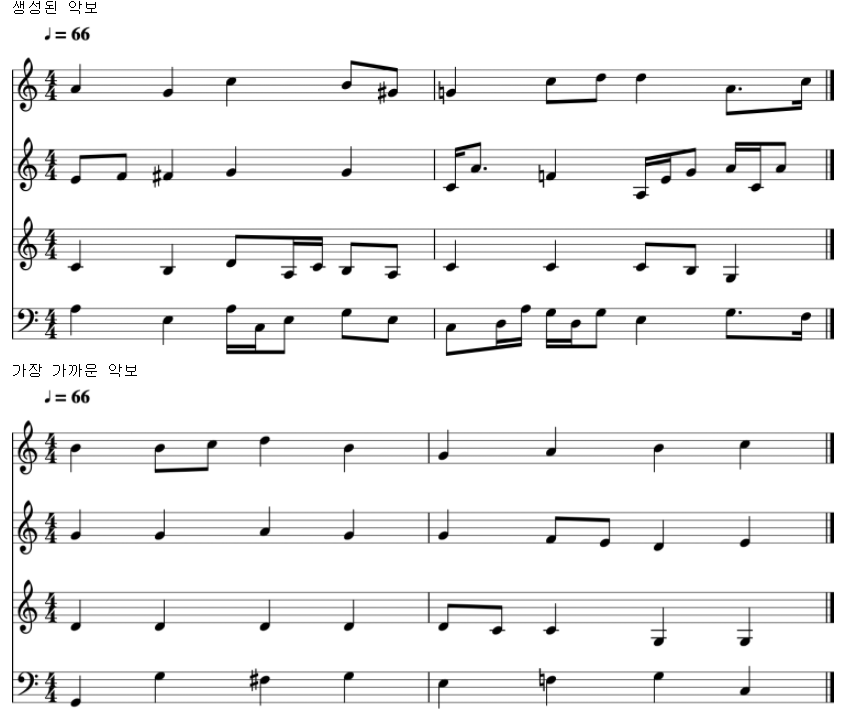 생성된 악보
♩ = 66
가장 가까운 악보
♩ = 66